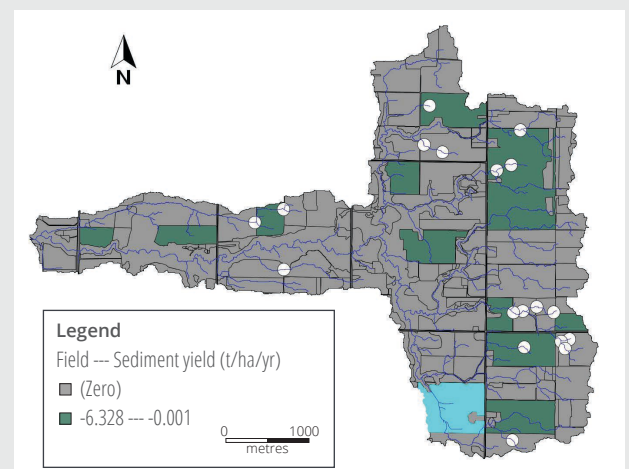 N
Legend
Field --- Sediment yield (t/ha/yr)
(Zero)
-6.328 --- -0.001
0 1000
metres